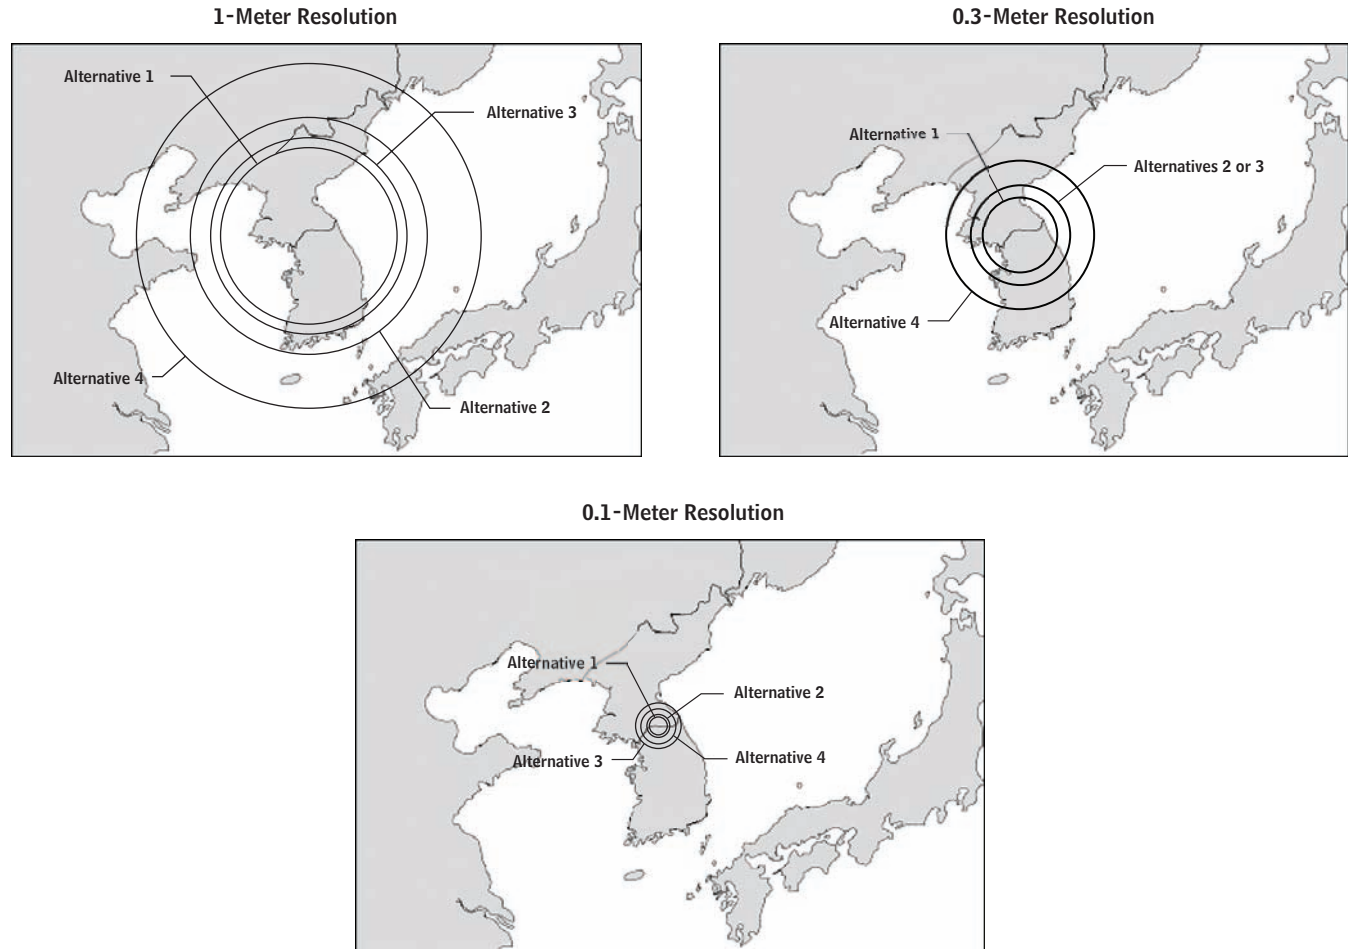 1-Meter Resolution
Alternative 1
Alternative 3
Alternative 4
Alternative 2
0.3-Meter Resolution
Alternative 1
Alternatives 2 or 3
Alternative 4
0.1-Meter Resolution
Alternative 1
Alternative 2
Alternative 3
Alternative 4